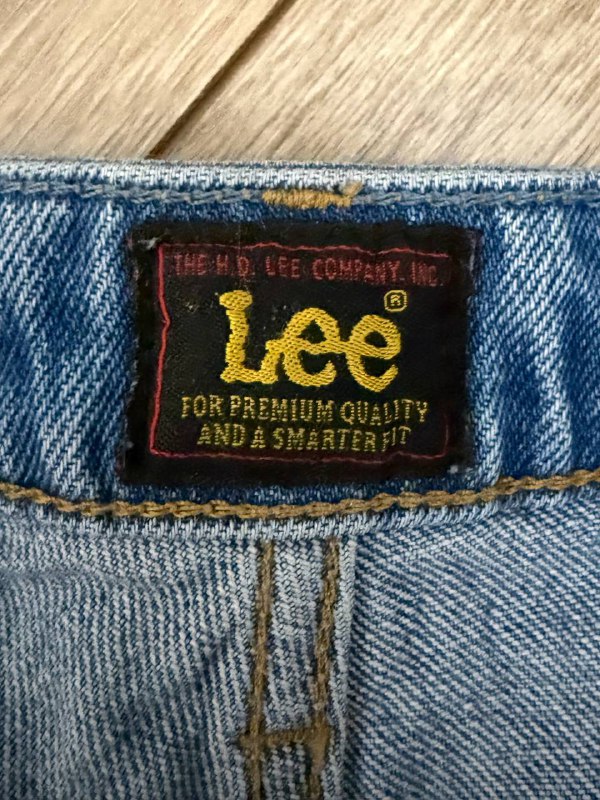 THE H.D. LEE COMPANY, INC.
Lee®
FOR PREMIUM QUALITY
AND A SMARTER FIT